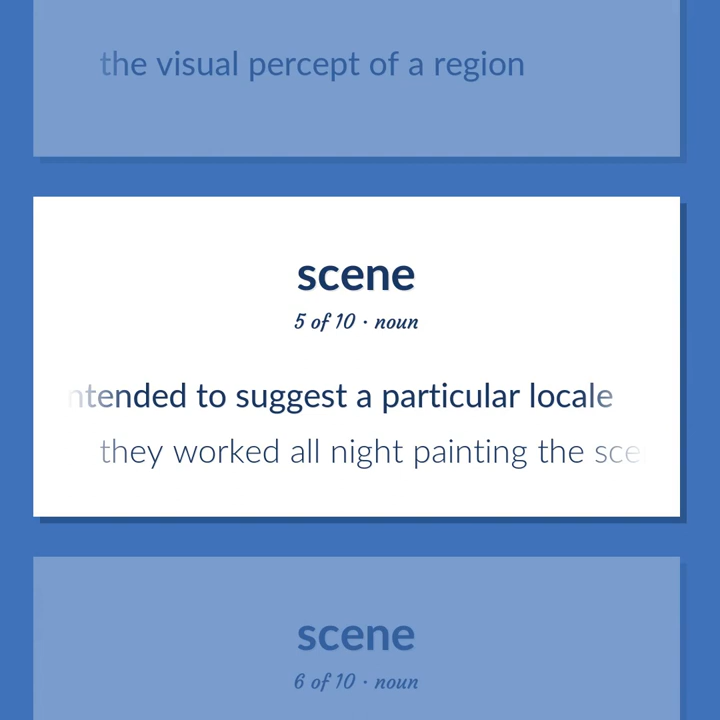 the visual percept of a region
scene
5 of 10 · noun
ntended to suggest a particular locale
they worked all night painting the sce
scene
6 of 10 · noun